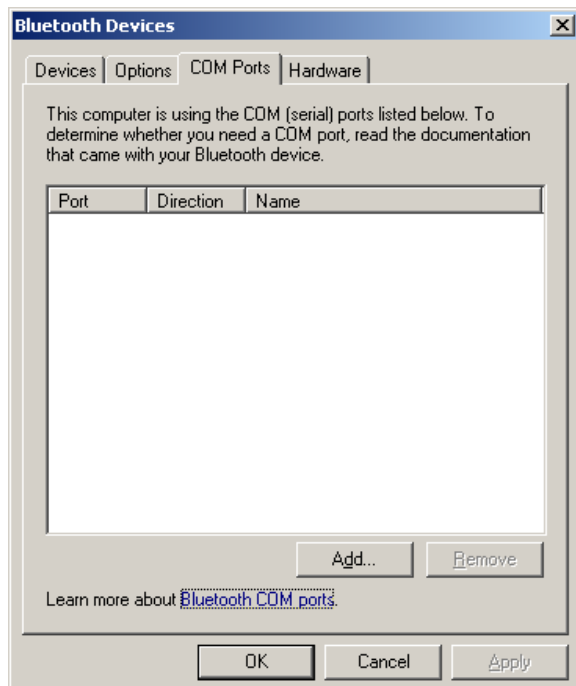 Bluetooth Devices
Devices Options COM Ports Hardware
This computer is using the COM (serial) ports listed below. To
determine whether you need a COM port, read the documentation
that came with your Bluetooth device.
Port Direction Name
Add... Remove
Learn more about Bluetooth COM ports.
OK Cancel Apply